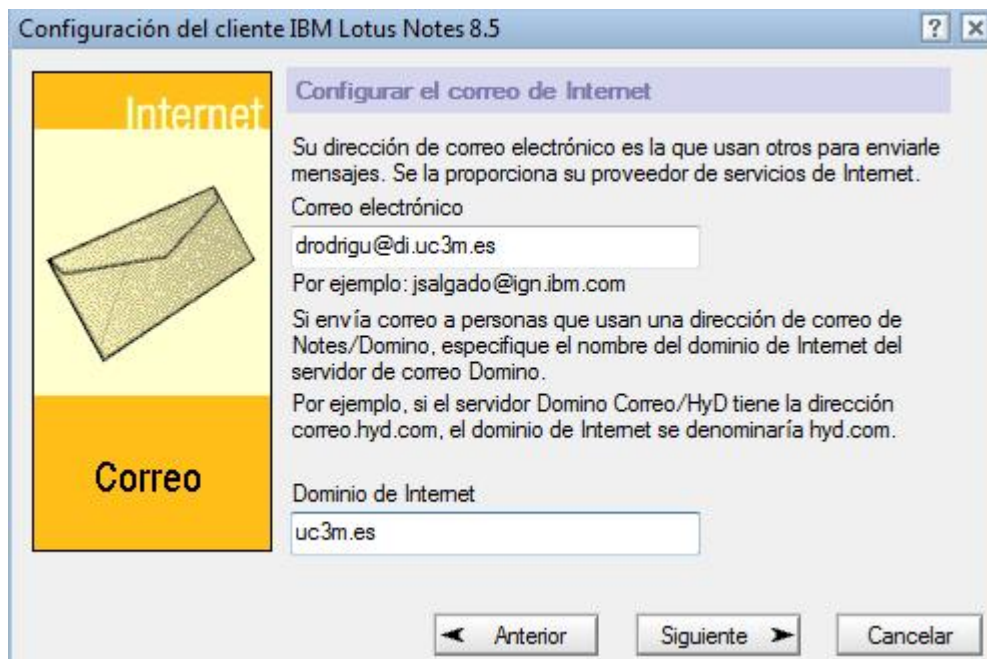 Configuración del cliente IBM Lotus Notes 8.5
Internet
Correo
Configurar el correo de Internet
Su dirección de correo electrónico es la que usan otros para enviarle
mensajes. Se la proporciona su proveedor de servicios de Internet.
Correo electrónico
drodrigu@di.uc3m.es
Por ejemplo: jsalgado@ign.ibm.com
Si envía correo a personas que usan una dirección de correo de
Notes/Domino, especifique el nombre del dominio de Internet del
servidor de correo Domino.
Por ejemplo, si el servidor Domino Correo/HyD tiene la dirección
correo.hyd.com, el dominio de Internet se denominaría hyd.com.
Dominio de Internet
uc3m.es
Anterior
Siguiente
Cancelar